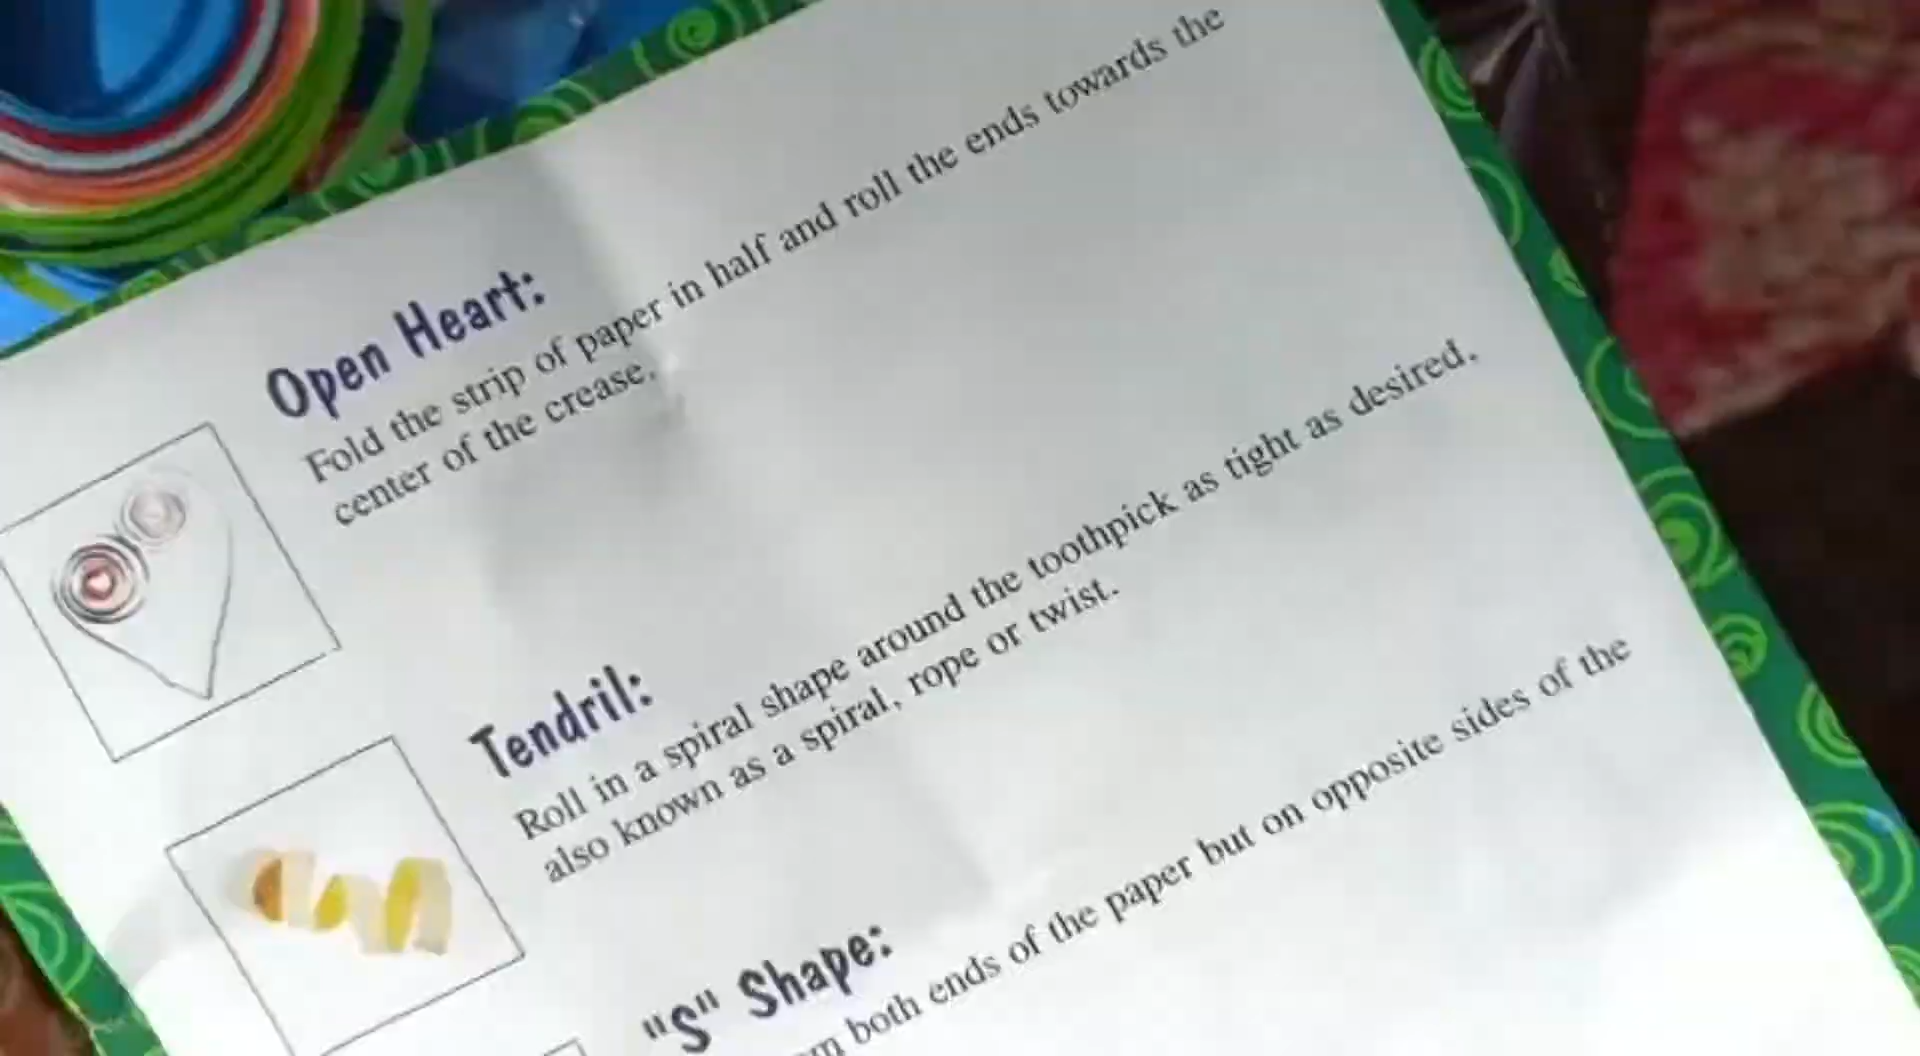 Open Heart:
Fold the strip of paper in half and roll the ends towards the
center of the crease.
Tendril:
Roll in a spiral shape around the toothpick as tight as desired.
also known as a spiral, rope or twist.
"S" Shape:
both ends of the paper but on opposite sides of the